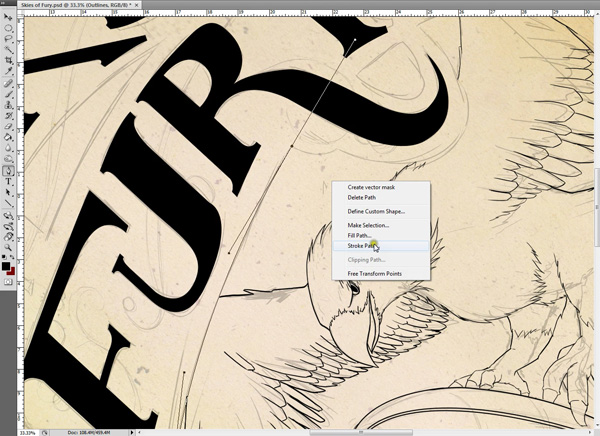 Skies of Fury.psd @ 33.3% (Outlines, RGB/8) *
FURY
Create vector mask
Delete Path
Define Custom Shape...
Make Selection...
Fill Path...
Stroke Path...
Clipping Path...
Free Transform Points
33.33%
Doc: 108.4M/459.4M